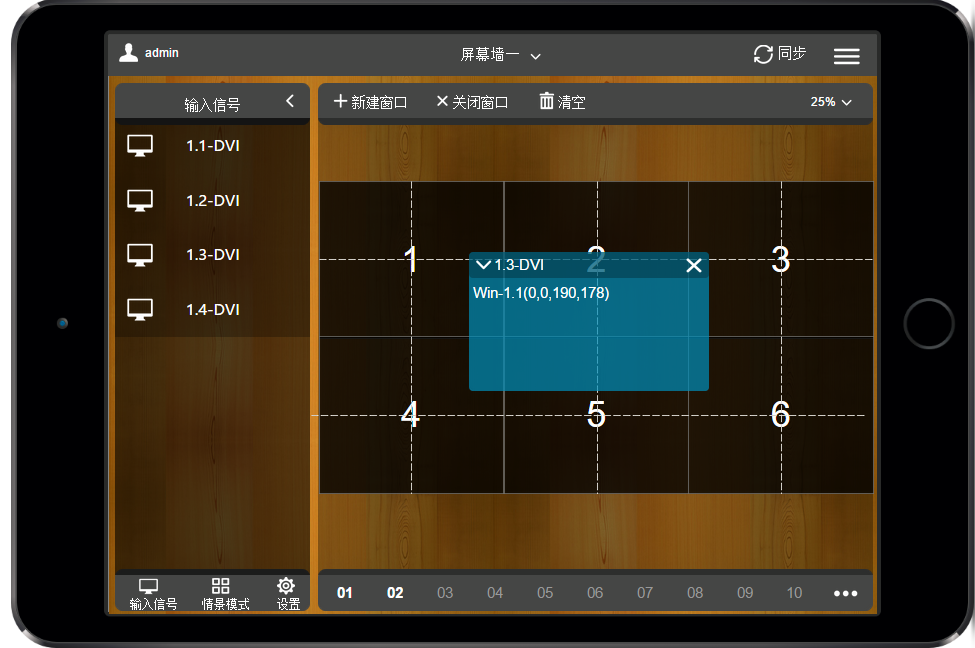 admin
屏幕墙一
同步
输入信号
新建窗口
关闭窗口
清空
25%
1.1-DVI
1.2-DVI
1.3-DVI
1.4-DVI
1
2
3
1.3-DVI
Win-1.1(0,0,190,178)
4
5
6
输入信号
情景模式
设置
01 02 03 04 05 06 07 08 09 10